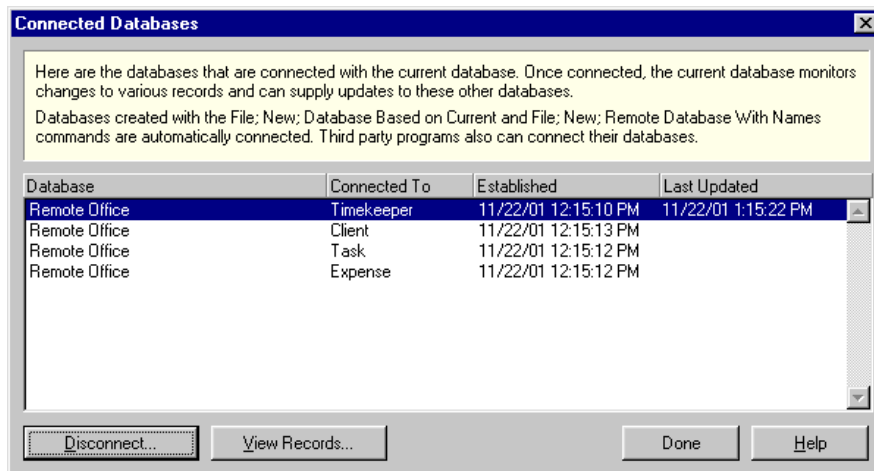 Connected Databases
Here are the databases that are connected with the current database. Once connected, the current database monitors
changes to various records and can supply updates to these other databases.
Databases created with the File; New; Database Based on Current and File; New; Remote Database With Names
commands are automatically connected. Third party programs also can connect their databases.
Database Connected To Established Last Updated
Remote Office Timekeeper 11/22/01 12:15:10 PM 11/22/01 1:15:22 PM
Remote Office Client 11/22/01 12:15:13 PM
Remote Office Task 11/22/01 12:15:12 PM
Remote Office Expense 11/22/01 12:15:12 PM
Disconnect... View Records... Done Help